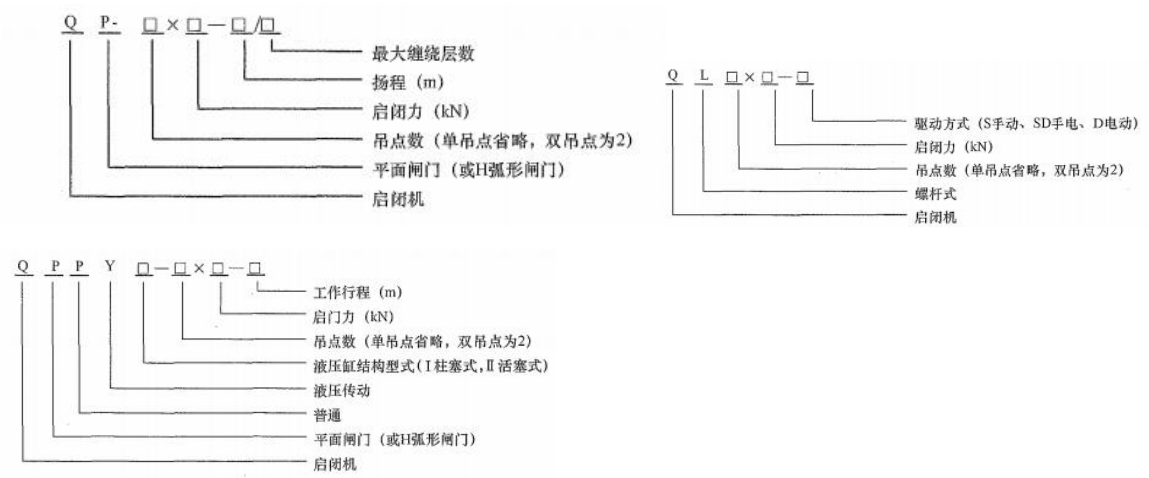 Q P- □×□—□/□
最大缠绕层数
扬程（m）
启闭力（kN）
吊点数（单吊点省略，双吊点为2）
平面闸门（或H弧形闸门）
启闭机
Q L □×□—□
驱动方式（S手动、SD手电、D电动）
启闭力（kN）
吊点数（单吊点省略，双吊点为2）
螺杆式
启闭机
Q P P Y □—□×□—□
工作行程（m）
启门力（kN）
吊点数（单吊点省略，双吊点为2）
液压缸结构型式（I柱塞式，II活塞式）
液压传动
普通
平面闸门（或H弧形闸门）
启闭机